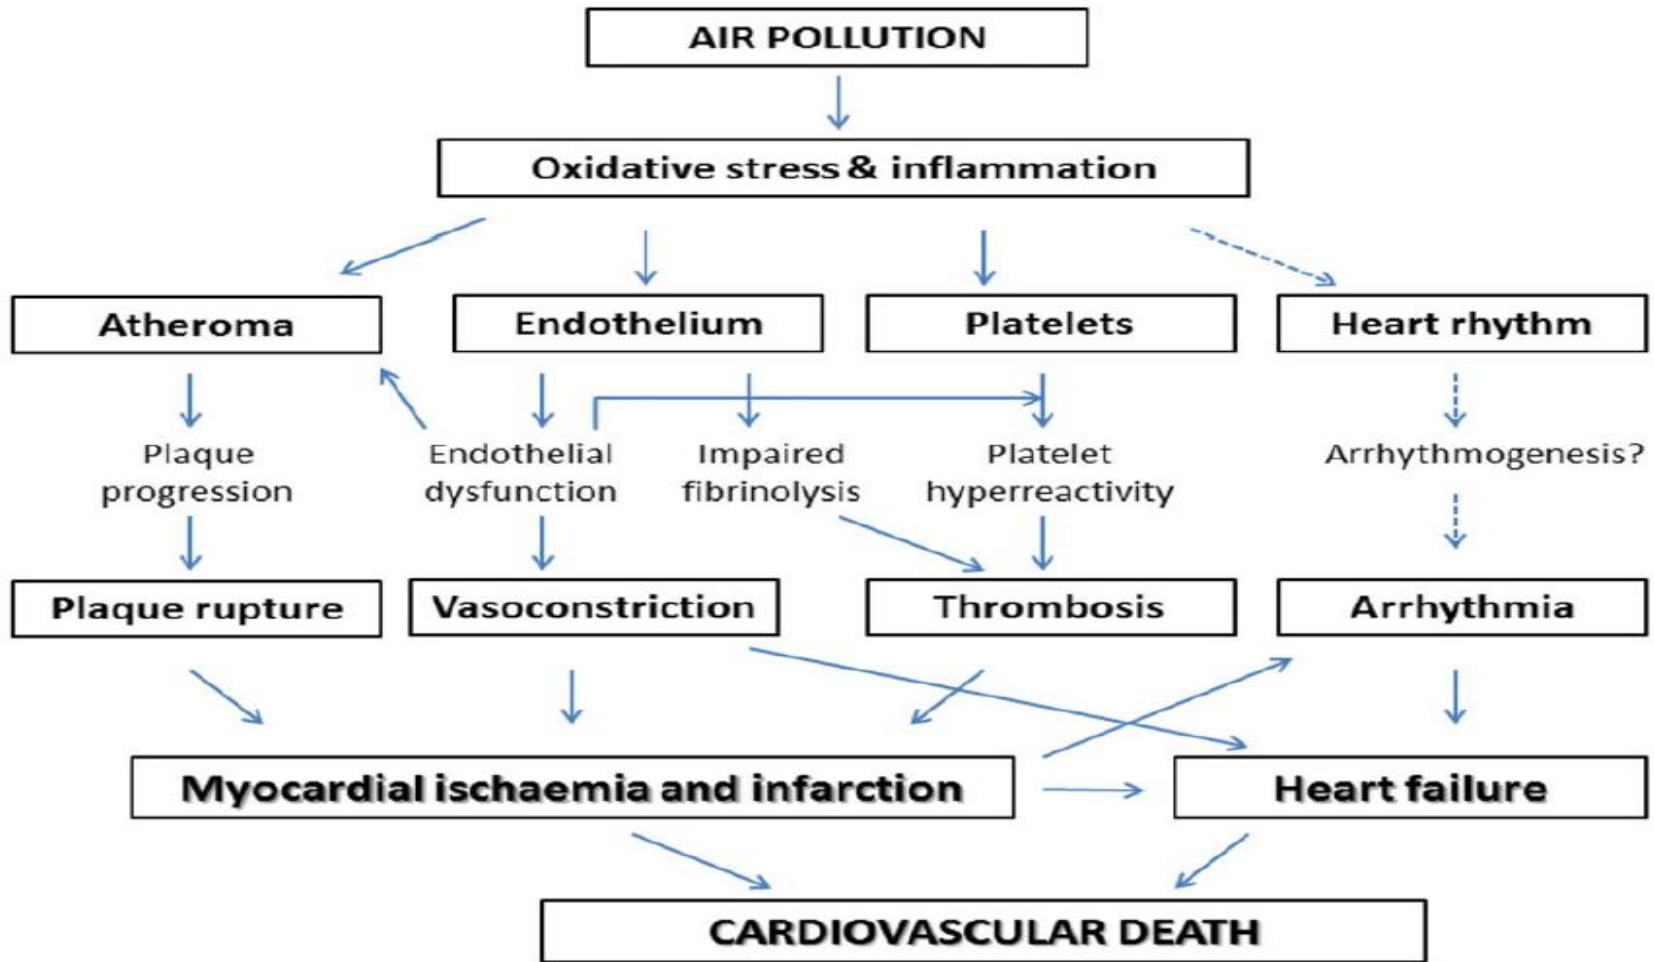 AIR POLLUTION
Oxidative stress & inflammation
Atheroma
Endothelium
Platelets
Heart rhythm
Plaque
progression
Endothelial
dysfunction
Impaired
fibrinolysis
Platelet
hyperreactivity
Arrhythmogenesis?
Plaque rupture
Vasoconstriction
Thrombosis
Arrhythmia
Myocardial ischaemia and infarction
Heart failure
CARDIOVASCULAR DEATH